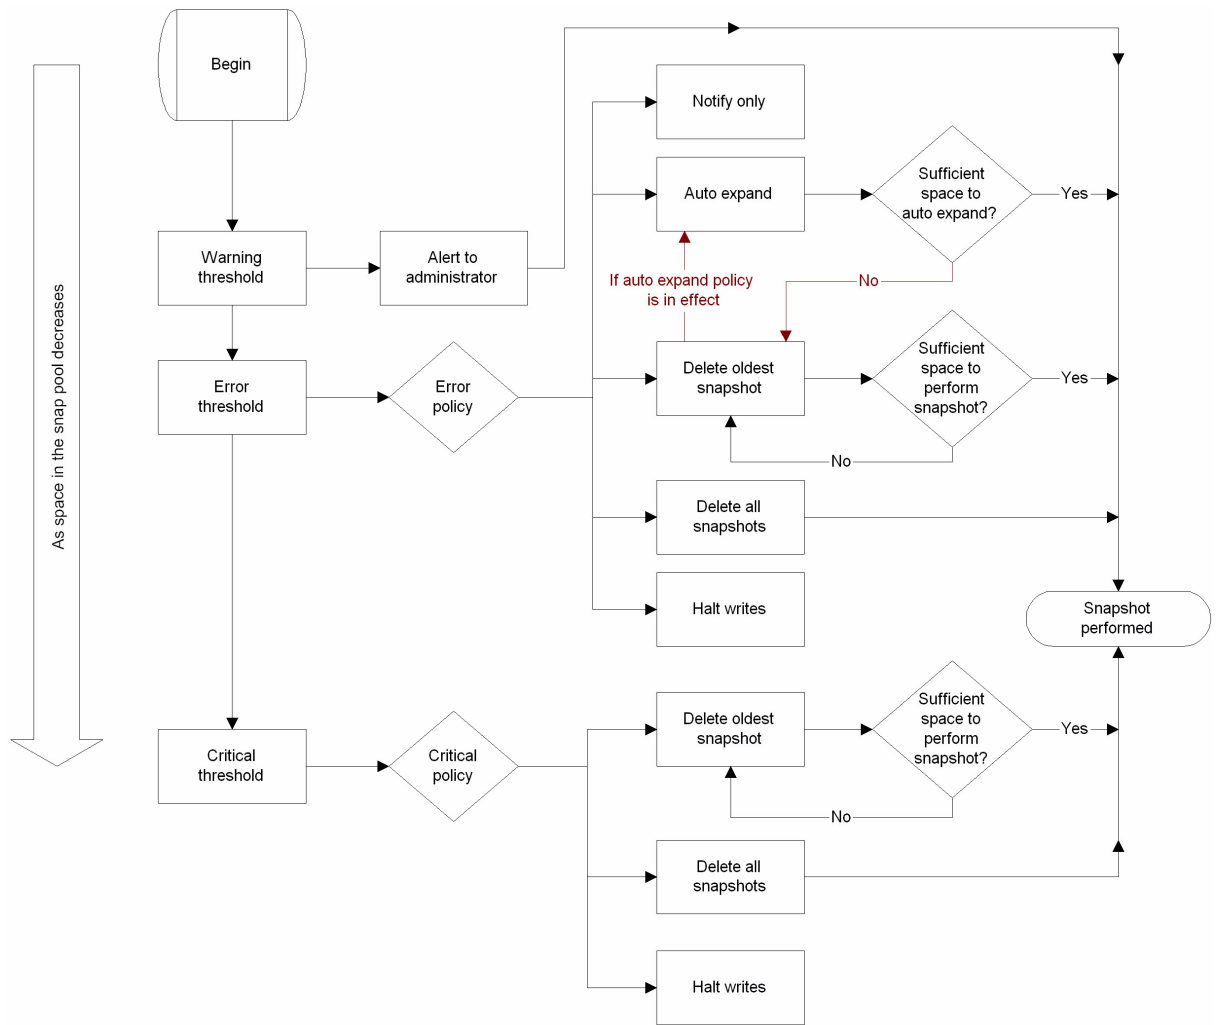 Begin
Notify only
Auto expand
Sufficient
space to
auto expand?
Yes
Warning
threshold
Alert to
administrator
If auto expand policy
is in effect
No
As space in the snap pool decreases
Error
threshold
Error
policy
Delete oldest
snapshot
Sufficient
space to
perform
snapshot?
Yes
No
Delete all
snapshots
Halt writes
Snapshot
performed
Critical
threshold
Critical
policy
Delete oldest
snapshot
Sufficient
space to
perform
snapshot?
Yes
No
Delete all
snapshots
Halt writes